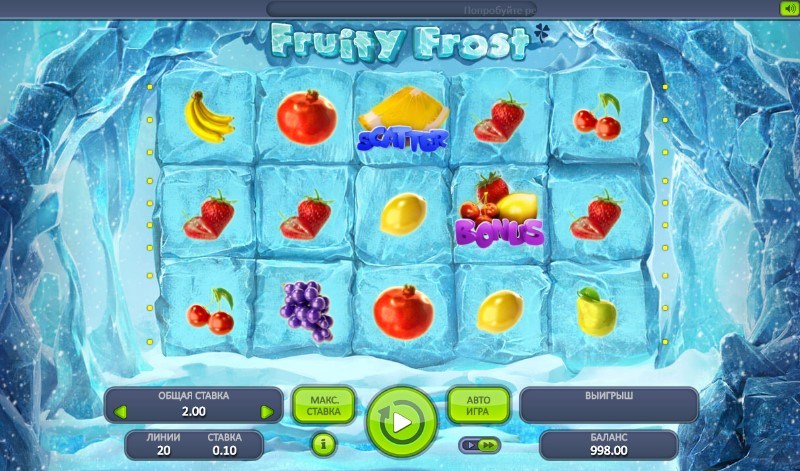 Попробуйте
Fruity Frost
SCATTER
BONUS
ОБЩАЯ СТАВКА
2.00
МАКС.
СТАВКА
АВТО
ИГРА
ВЫИГРЫШ
ЛИНИИ
20
СТАВКА
0.10
i
БАЛАНС
998.00